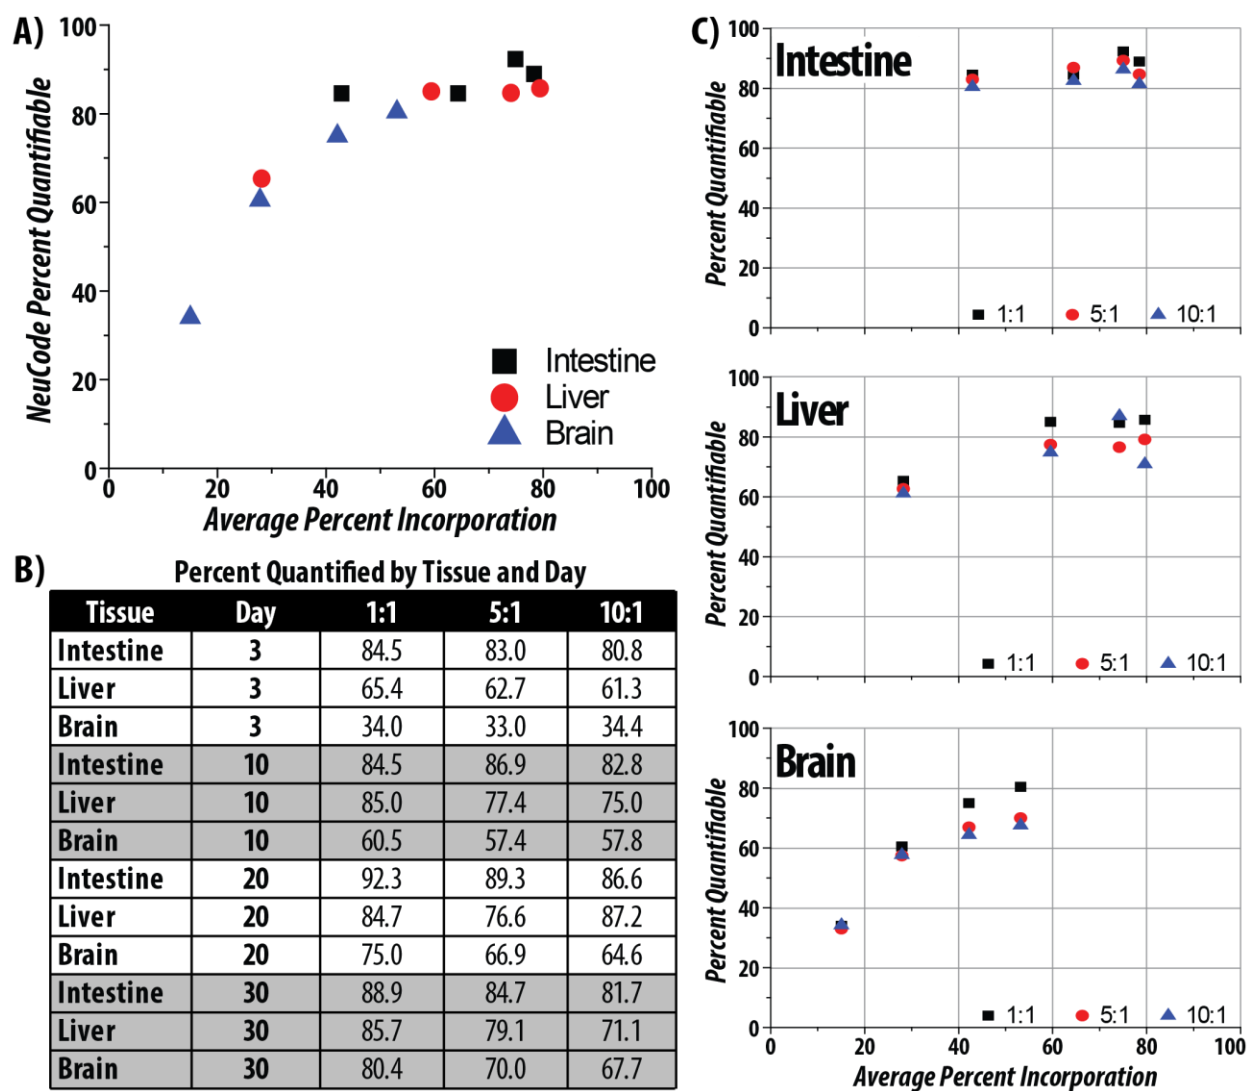 A)
100
80
60
40
20
0
NeuCode Percent Quantifiable
Intestine
Liver
Brain
0 20 40 60 80 100
Average Percent Incorporation
B)
Percent Quantified by Tissue and Day
Tissue Day 1:1 5:1 10:1
Intestine 3 84.5 83.0 80.8
Liver 3 65.4 62.7 61.3
Brain 3 34.0 33.0 34.4
Intestine 10 84.5 86.9 82.8
Liver 10 85.0 77.4 75.0
Brain 10 60.5 57.4 57.8
Intestine 20 92.3 89.3 86.6
Liver 20 84.7 76.6 87.2
Brain 20 75.0 66.9 64.6
Intestine 30 88.9 84.7 81.7
Liver 30 85.7 79.1 71.1
Brain 30 80.4 70.0 67.7
C)
Intestine
100
80
60
40
20
0
Percent Quantifiable
1:1 5:1 10:1
Liver
100
80
60
40
20
0
Percent Quantifiable
1:1 5:1 10:1
Brain
100
80
60
40
20
0
Percent Quantifiable
1:1 5:1 10:1
0 20 40 60 80 100
Average Percent Incorporation